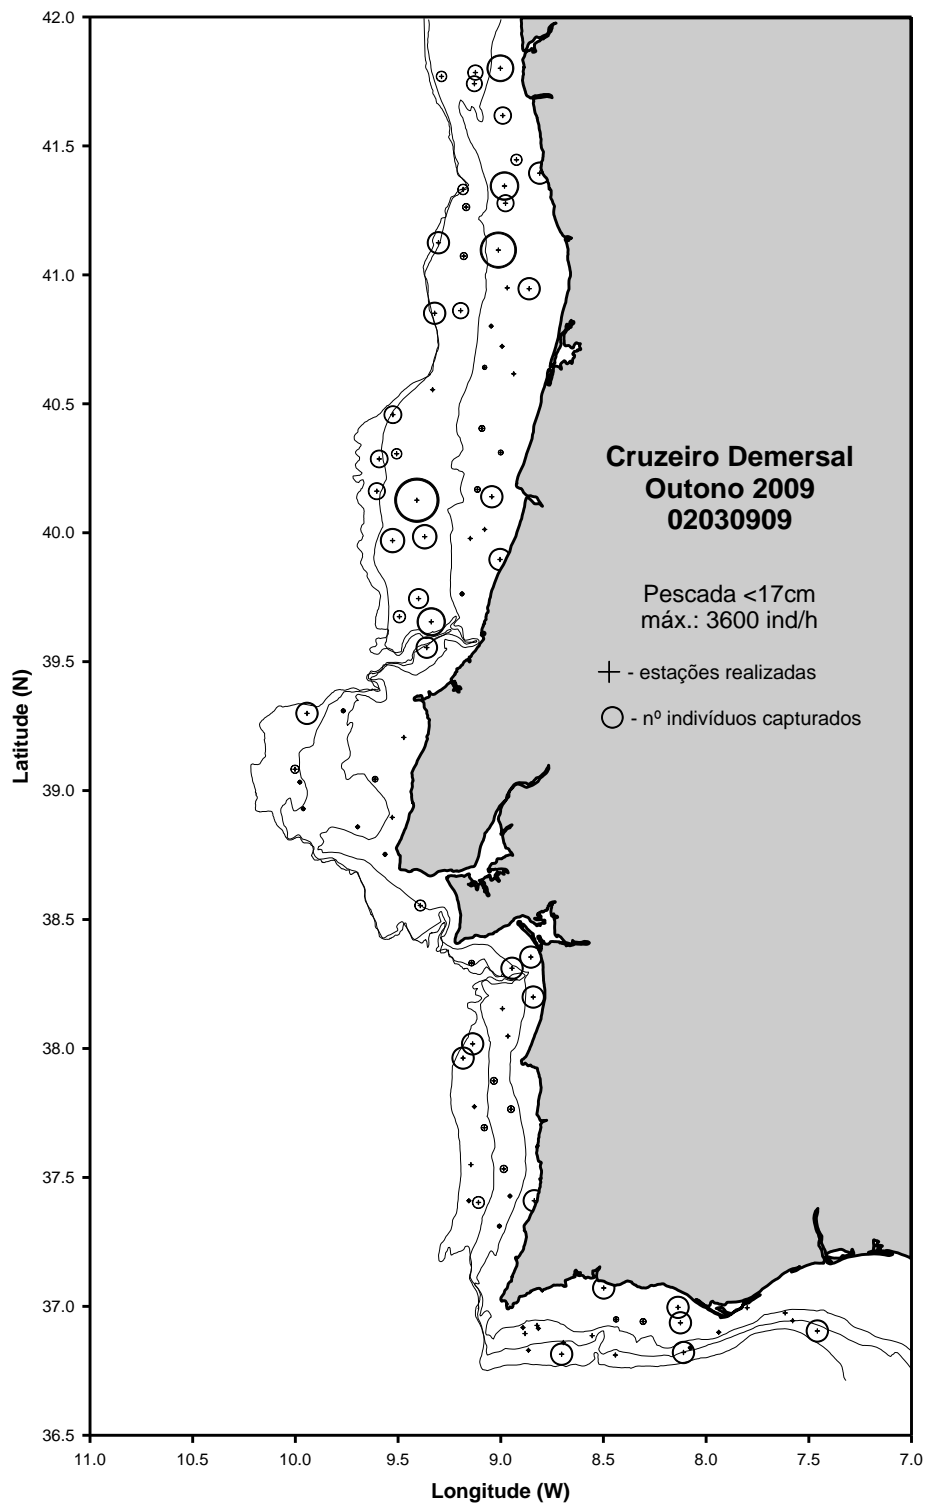 42.0
41.5
41.0
40.5
40.0
39.5
39.0
38.5
38.0
37.5
37.0
36.5
Latitude (N)
Cruzeiro Demersal
Outono 2009
02030909
Pescada <17cm
máx.: 3600 ind/h
+ - estações realizadas
- nº indivíduos capturados
11.0 10.5 10.0 9.5 9.0 8.5 8.0 7.5 7.0
Longitude (W)